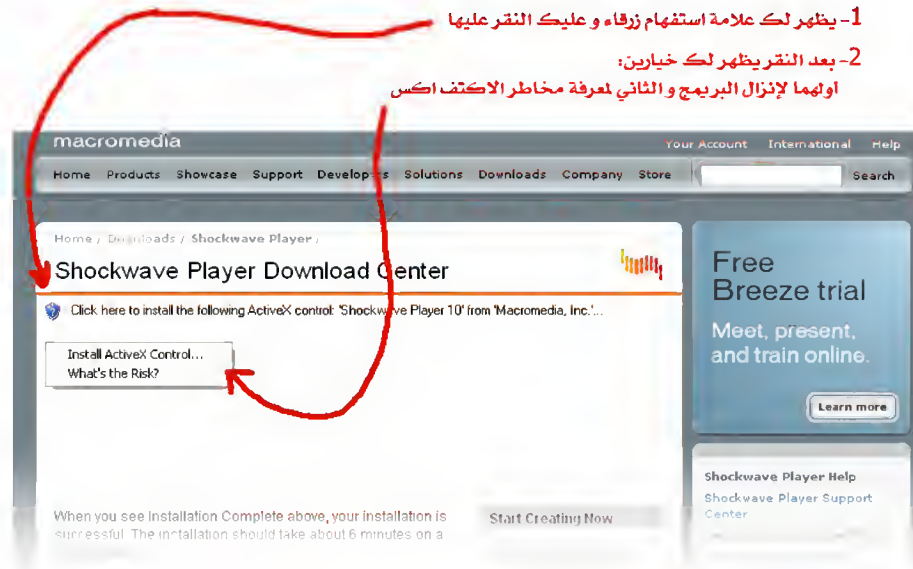 1- يظهر لك علامة استفهام زرقاء و عليك النقر عليها
2- بعد النقر يظهر لك خيارين:
اولهما لإنزال البريمج و الثاني لمعرفة مخاطر الاكتف اكس
macromedia
Your Account International Help
Home Products Showcase Support Developers Solutions Downloads Company Store Search
Home / Downloads / Shockwave Player /
Shockwave Player Download Center
Click here to install the following ActiveX control: 'Shockwave Player 10' from 'Macromedia, Inc.'...
Install ActiveX Control...
What's the Risk?
Free
Breeze trial
Meet, present,
and train online.
Learn more
Shockwave Player Help
Shockwave Player Support
Center
When you see Installation Complete above, your installation is
successful. The installation should take about 6 minutes on a
Start Creating Now